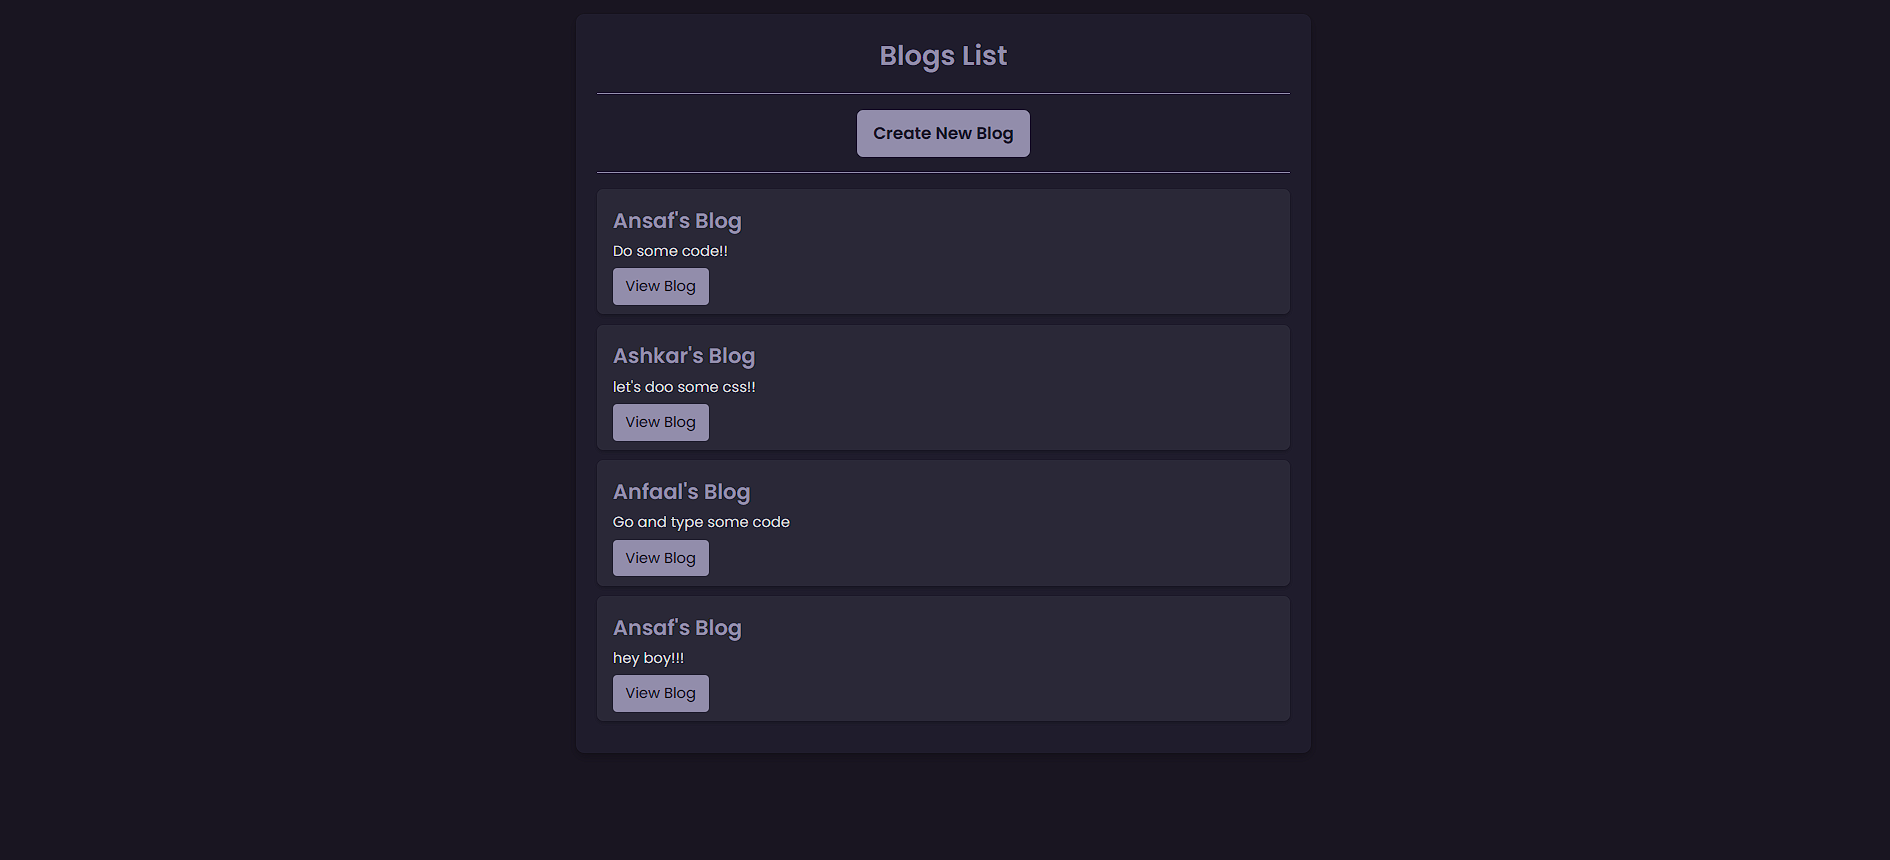 Blogs List
Create New Blog
Ansaf's Blog
Do some code!!
View Blog
Ashkar's Blog
let's doo some css!!
View Blog
Anfaal's Blog
Go and type some code
View Blog
Ansaf's Blog
hey boy!!!
View Blog